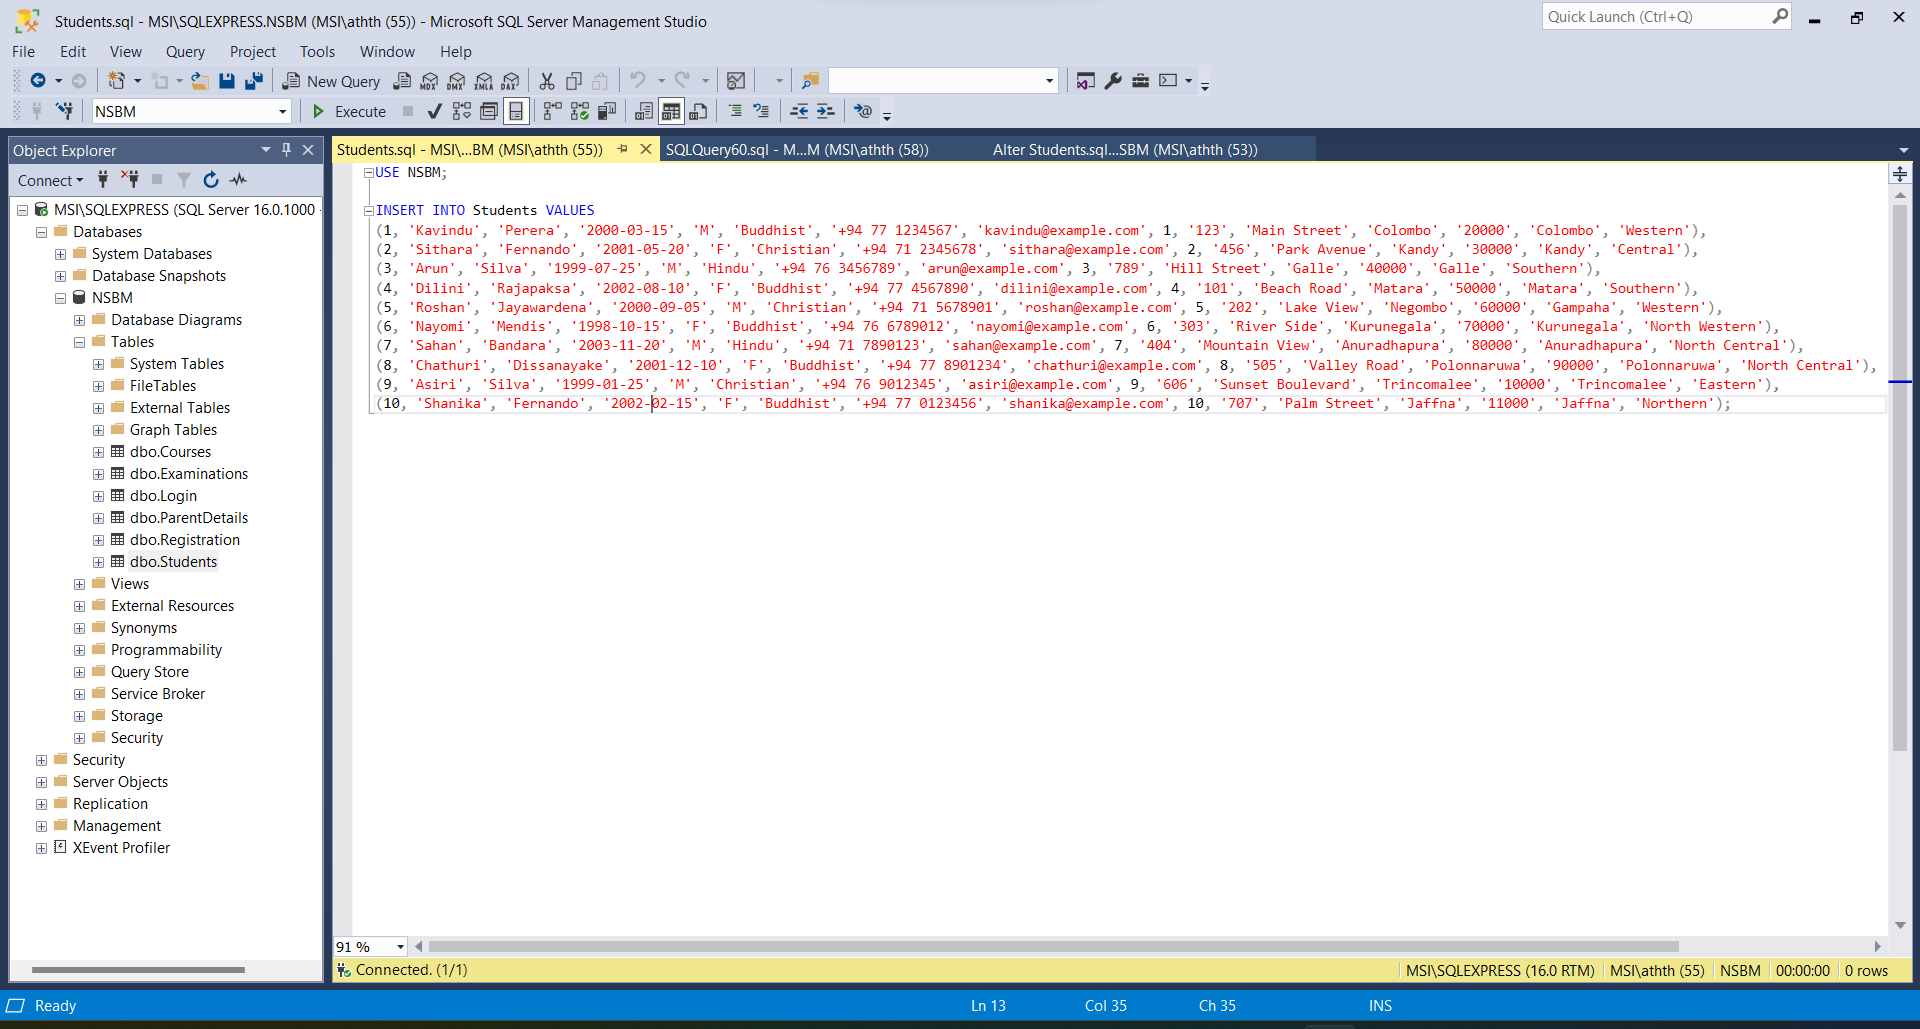 Students.sql - MSI\SQLEXPRESS.NSBM (MSI\athth (55)) - Microsoft SQL Server Management Studio
Quick Launch (Ctrl+Q)
File Edit View Query Project Tools Window Help
New Query MDX DMX XMLA DAX
NSBM Execute
Object Explorer
Connect
MSI\SQLEXPRESS (SQL Server 16.0.1000 -
Databases
System Databases
Database Snapshots
NSBM
Database Diagrams
Tables
System Tables
FileTables
External Tables
Graph Tables
dbo.Courses
dbo.Examinations
dbo.Login
dbo.ParentDetails
dbo.Registration
dbo.Students
Views
External Resources
Synonyms
Programmability
Query Store
Service Broker
Storage
Security
Security
Server Objects
Replication
Management
XEvent Profiler
Students.sql - MSI\...BM (MSI\athth (55)) SQLQuery60.sql - M...M (MSI\athth (58)) Alter Students.sql...SBM (MSI\athth (53))
USE NSBM;
INSERT INTO Students VALUES
(1, 'Kavindu', 'Perera', '2000-03-15', 'M', 'Buddhist', '+94 77 1234567', 'kavindu@example.com', 1, '123', 'Main Street', 'Colombo', '20000', 'Colombo', 'Western'),
(2, 'Sithara', 'Fernando', '2001-05-20', 'F', 'Christian', '+94 71 2345678', 'sithara@example.com', 2, '456', 'Park Avenue', 'Kandy', '30000', 'Kandy', 'Central'),
(3, 'Arun', 'Silva', '1999-07-25', 'M', 'Hindu', '+94 76 3456789', 'arun@example.com', 3, '789', 'Hill Street', 'Galle', '40000', 'Galle', 'Southern'),
(4, 'Dilini', 'Rajapaksa', '2002-08-10', 'F', 'Buddhist', '+94 77 4567890', 'dilini@example.com', 4, '101', 'Beach Road', 'Matara', '50000', 'Matara', 'Southern'),
(5, 'Roshan', 'Jayawardena', '2000-09-05', 'M', 'Christian', '+94 71 5678901', 'roshan@example.com', 5, '202', 'Lake View', 'Negombo', '60000', 'Gampaha', 'Western'),
(6, 'Nayomi', 'Mendis', '1998-10-15', 'F', 'Buddhist', '+94 76 6789012', 'nayomi@example.com', 6, '303', 'River Side', 'Kurunegala', '70000', 'Kurunegala', 'North Western'),
(7, 'Sahan', 'Bandara', '2003-11-20', 'M', 'Hindu', '+94 71 7890123', 'sahan@example.com', 7, '404', 'Mountain View', 'Anuradhapura', '80000', 'Anuradhapura', 'North Central'),
(8, 'Chathuri', 'Dissanayake', '2001-12-10', 'F', 'Buddhist', '+94 77 8901234', 'chathuri@example.com', 8, '505', 'Valley Road', 'Polonnaruwa', '90000', 'Polonnaruwa', 'North Central'),
(9, 'Asiri', 'Silva', '1999-01-25', 'M', 'Christian', '+94 76 9012345', 'asiri@example.com', 9, '606', 'Sunset Boulevard', 'Trincomalee', '10000', 'Trincomalee', 'Eastern'),
(10, 'Shanika', 'Fernando', '2002-02-15', 'F', 'Buddhist', '+94 77 0123456', 'shanika@example.com', 10, '707', 'Palm Street', 'Jaffna', '11000', 'Jaffna', 'Northern');
91 %
Connected. (1/1) MSI\SQLEXPRESS (16.0 RTM) MSI\athth (55) NSBM 00:00:00 0 rows
Ready Ln 13 Col 35 Ch 35 INS